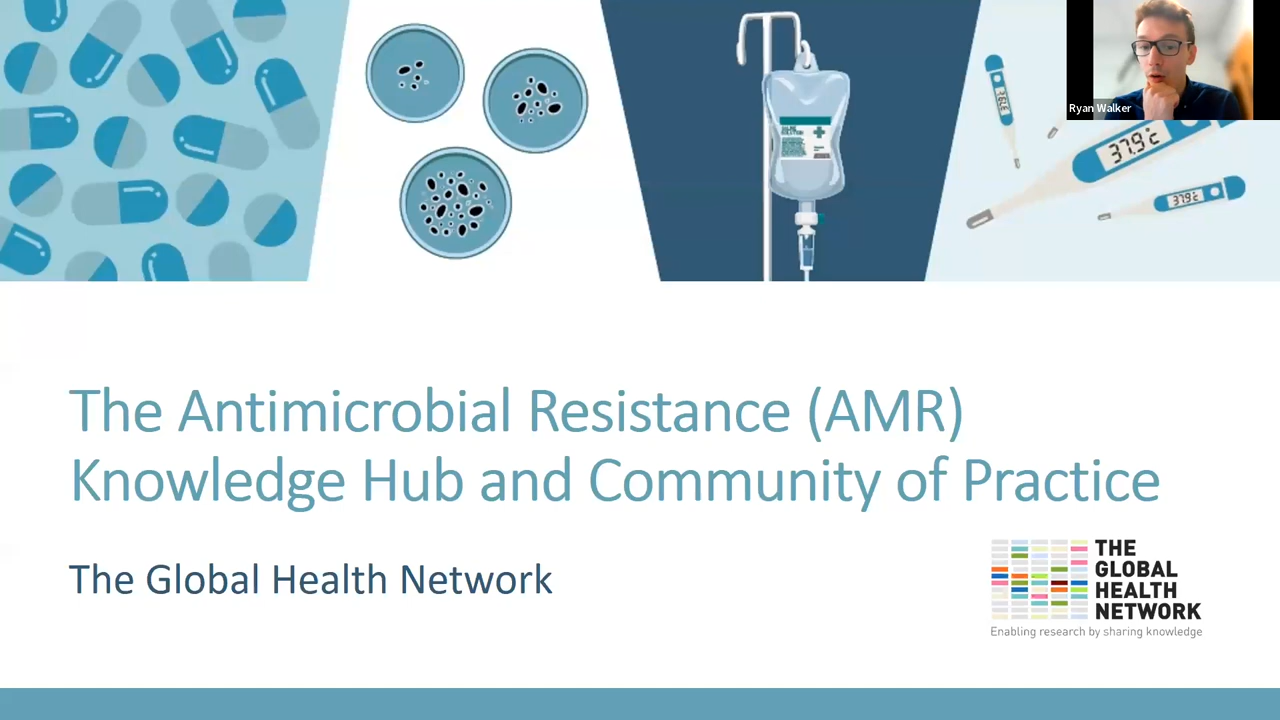 Ryan Walker
37.9°c
37.9°c
The Antimicrobial Resistance (AMR)
Knowledge Hub and Community of Practice
The Global Health Network
THE
GLOBAL
HEALTH
NETWORK
Enabling research by sharing knowledge